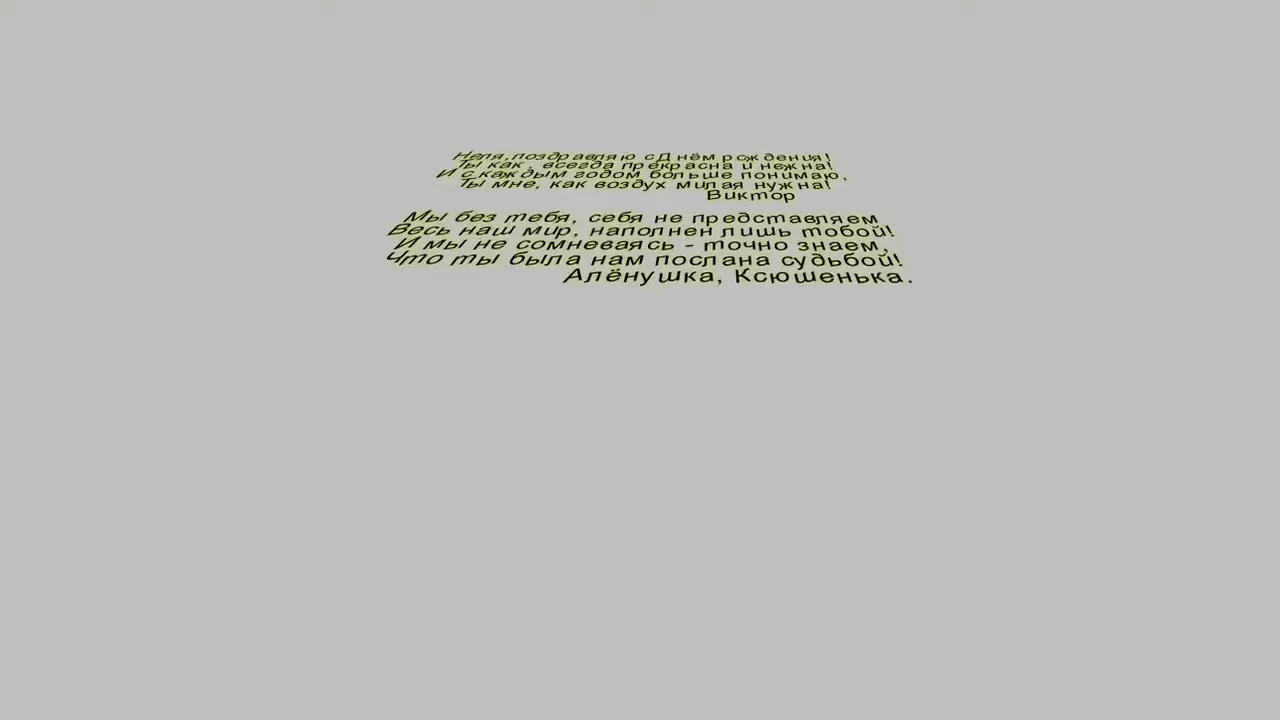 Неля, поздравляю с Днём рождения!
Ты как, всегда прекрасна и нежна!
И с каждым годом больше понимаю,
Ты мне, как воздух милая нужна!
Виктор
Мы без тебя, себя не представляем,
Весь наш мир, наполнен лишь тобой!
И мы не сомневаясь - точно знаем,
Что ты была нам послана судьбой!
Алёнушка, Ксюшенька.